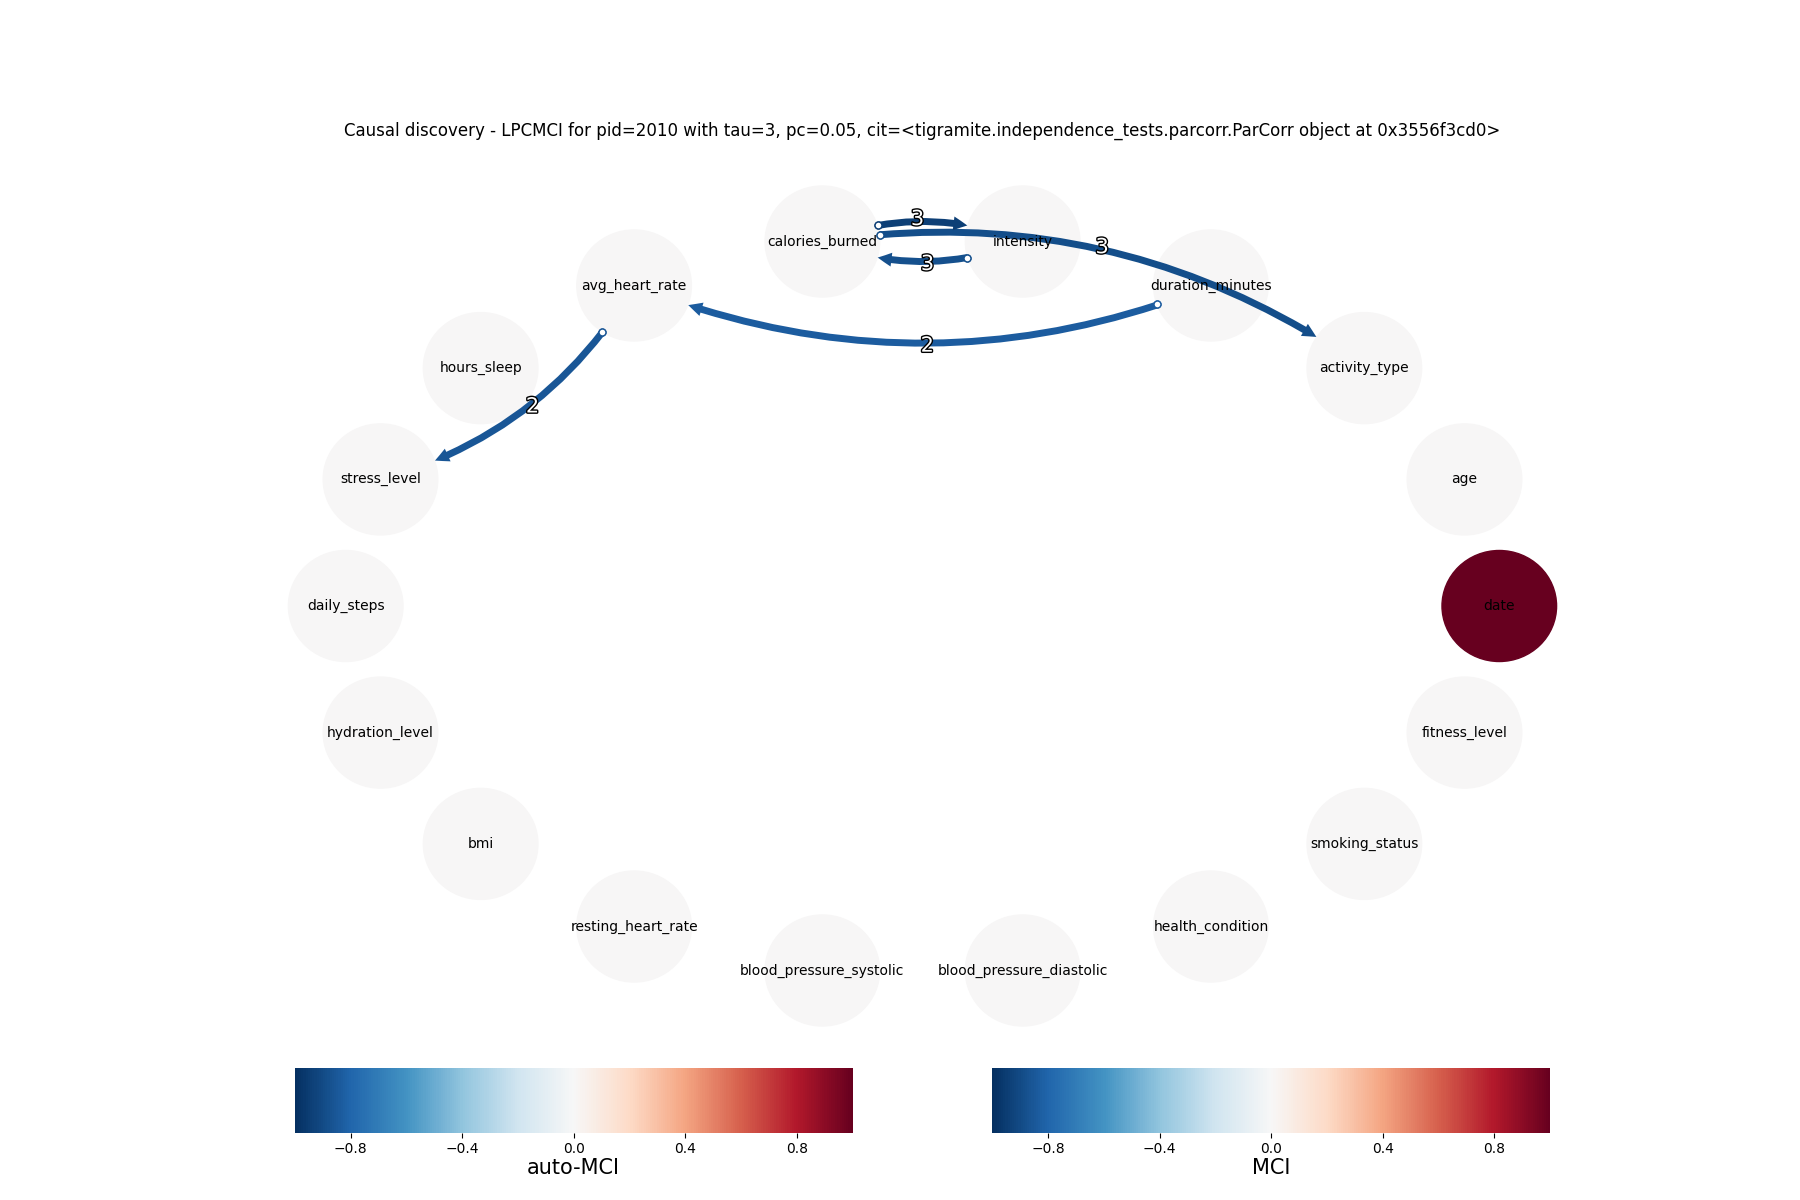 Causal discovery - LPCMCI for pid=2010 with tau=3, pc=0.05, cit=<tigramite.independence_tests.parcorr.ParCorr object at 0x3556f3cd0>
3
calories_burned
intensity
3
3
avg_heart_rate
duration_minutes
2
hours_sleep
activity_type
2
stress_level
age
daily_steps
date
hydration_level
fitness_level
bmi
smoking_status
resting_heart_rate
health_condition
blood_pressure_systolic
blood_pressure_diastolic
−0.8 −0.4 0.0 0.4 0.8
auto-MCI
−0.8 −0.4 0.0 0.4 0.8
MCI